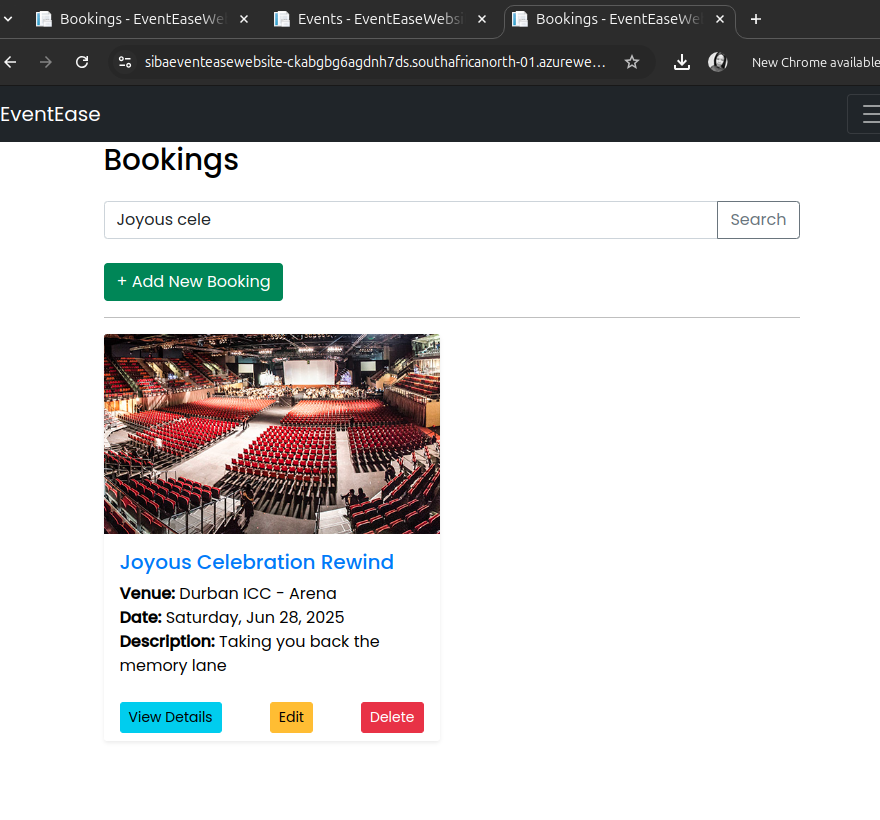 Bookings - EventEaseWel
Events - EventEaseWebsi
Bookings - EventEaseWel
sibaeventeasewebsite-ckabgbg6agdnh7ds.southafricanorth-01.azurewe...
New Chrome available
EventEase
Bookings
Joyous cele
Search
+ Add New Booking
Joyous Celebration Rewind
Venue: Durban ICC - Arena
Date: Saturday, Jun 28, 2025
Description: Taking you back the
memory lane
View Details
Edit
Delete